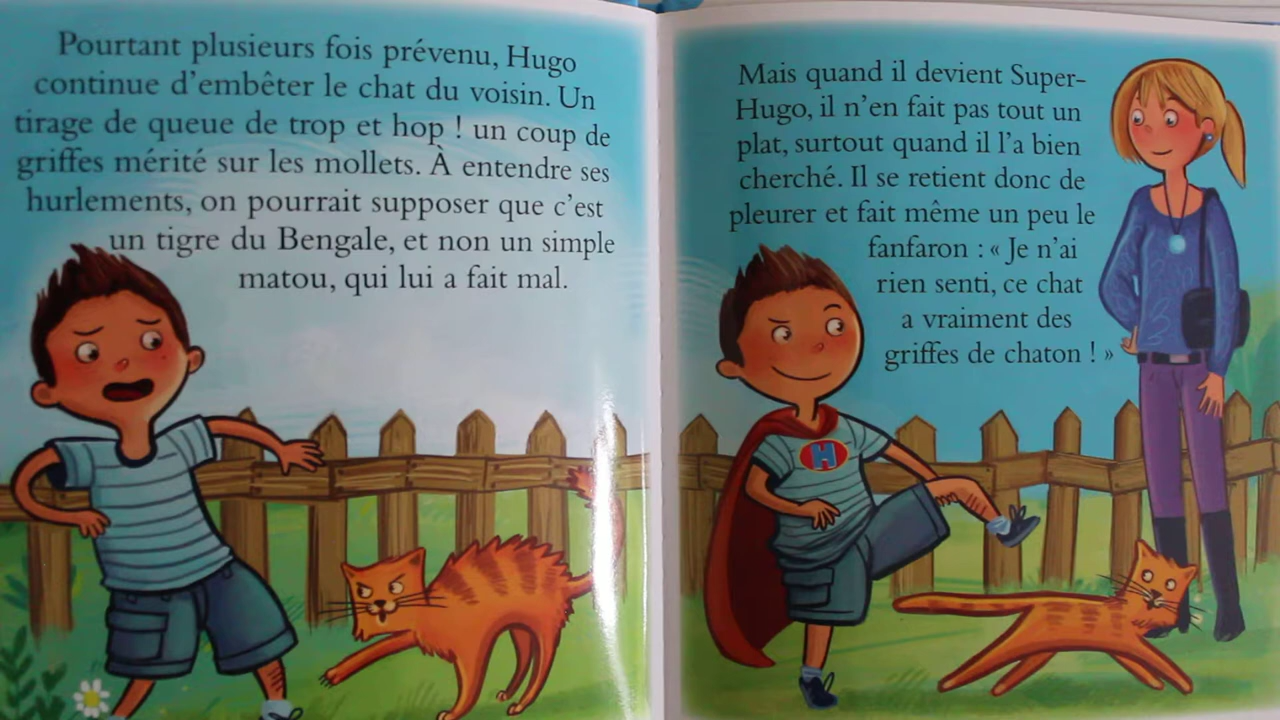 Pourtant plusieurs fois prévenu, Hugo
continue d'embêter le chat du voisin. Un
tirage de queue de trop et hop ! un coup de
griffes mérité sur les mollets. À entendre ses
hurlements, on pourrait supposer que c'est
un tigre du Bengale, et non un simple
matou, qui lui a fait mal.
Mais quand il devient Super-
Hugo, il n'en fait pas tout un
plat, surtout quand il l'a bien
cherché. Il se retient donc de
pleurer et fait même un peu le
fanfaron : « Je n'ai
rien senti, ce chat
a vraiment des
griffes de chaton ! »
H